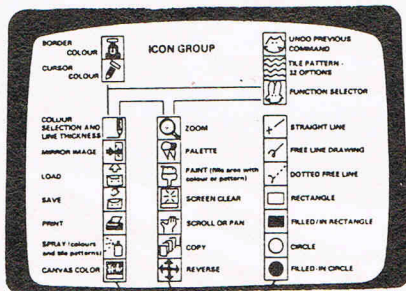 BORDER
COLOUR
CURSOR
COLOUR
ICON GROUP
UNDO PREVIOUS
COMMAND
TILE PATTERN -
32 OPTIONS
FUNCTION SELECTOR
COLOUR
SELECTION AND
LINE THICKNESS
MIRROR IMAGE
LOAD
SAVE
PRINT
SPRAY (colours
and tile patterns)
CANVAS COLOR
ZOOM
PALETTE
PAINT (fills area with
colour or pattern)
SCREEN CLEAR
SCROLL OR PAN
COPY
REVERSE
STRAIGHT LINE
FREE LINE DRAWING
DOTTED FREE LINE
RECTANGLE
FILLED/IN RECTANGLE
CIRCLE
FILLED-IN CIRCLE